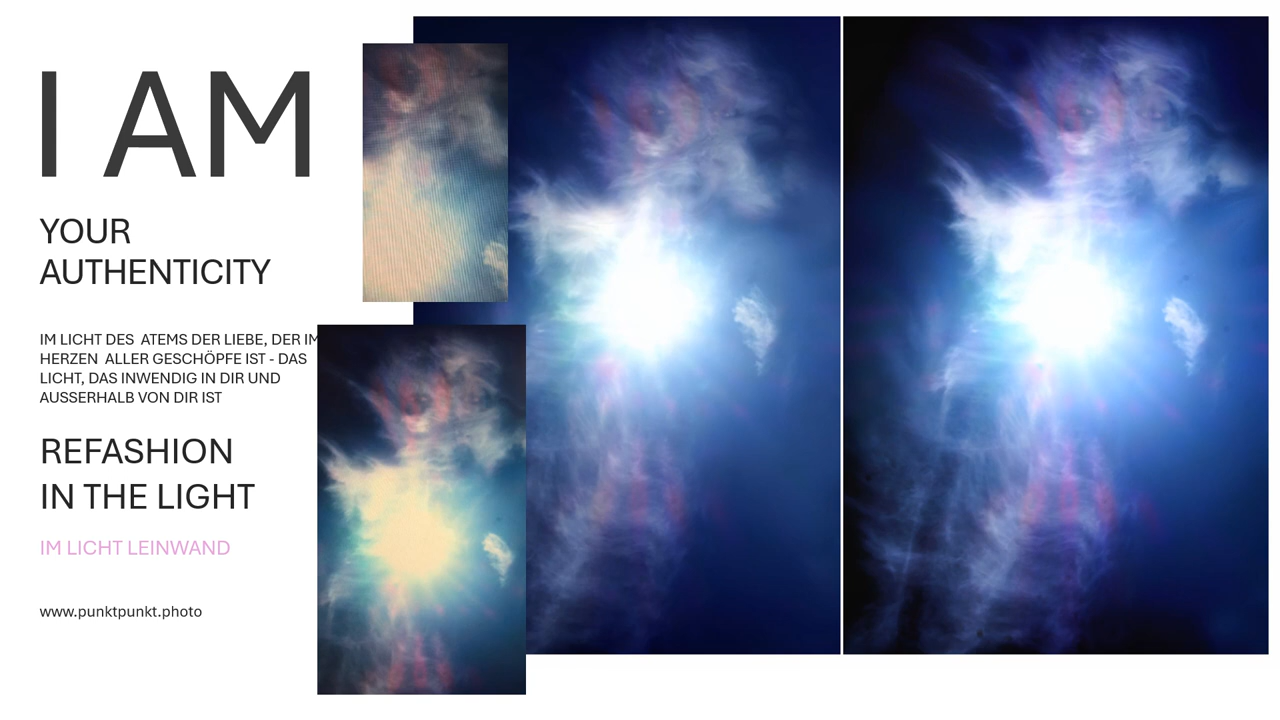 I AM
YOUR
AUTHENTICITY
IM LICHT DES  ATEMS DER LIEBE, DER IM
HERZEN  ALLER GESCHÖPFE IST - DAS
LICHT, DAS INWENDIG IN DIR UND
AUSSERHALB VON DIR IST
REFASHION
IN THE LIGHT
IM LICHT LEINWAND
www.punktpunkt.photo